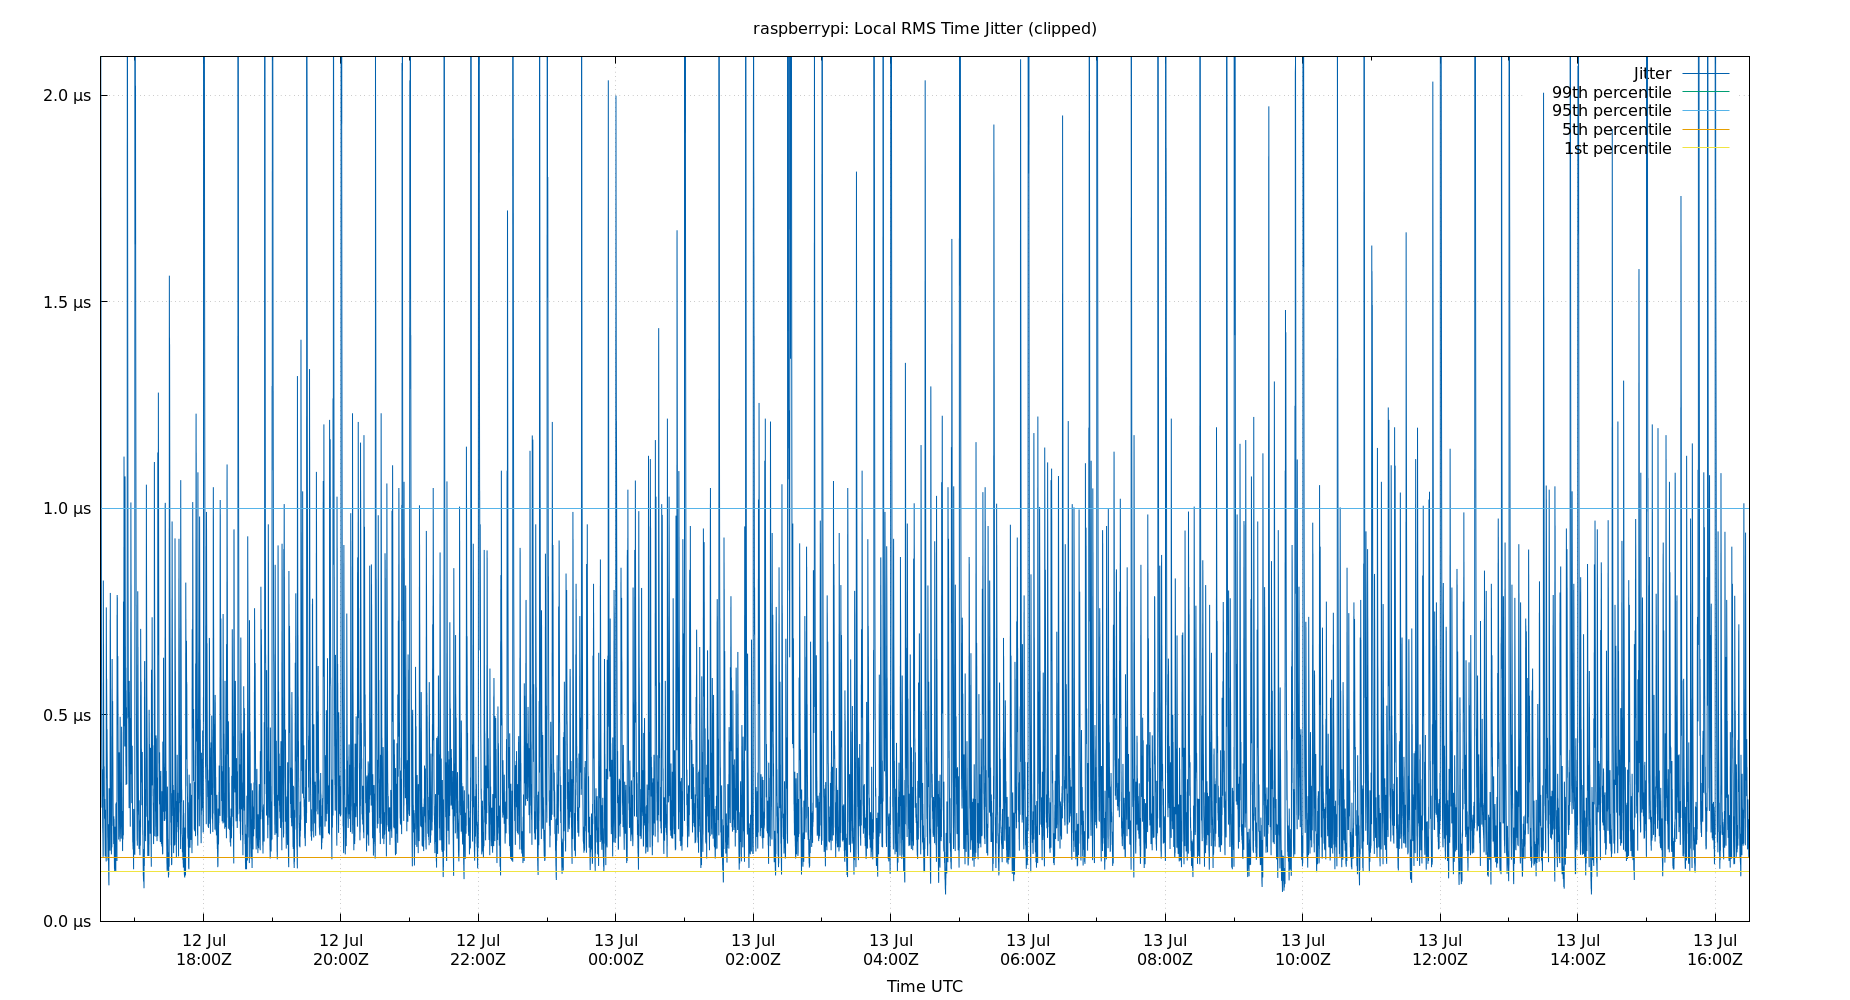 raspberrypi: Local RMS Time Jitter (clipped)
Jitter
99th percentile
95th percentile
5th percentile
1st percentile
2.0 µs
1.5 µs
1.0 µs
0.5 µs
0.0 µs
12 Jul 12 Jul 12 Jul 13 Jul 13 Jul 13 Jul 13 Jul 13 Jul 13 Jul 13 Jul 13 Jul 13 Jul
18:00Z 20:00Z 22:00Z 00:00Z 02:00Z 04:00Z 06:00Z 08:00Z 10:00Z 12:00Z 14:00Z 16:00Z
Time UTC